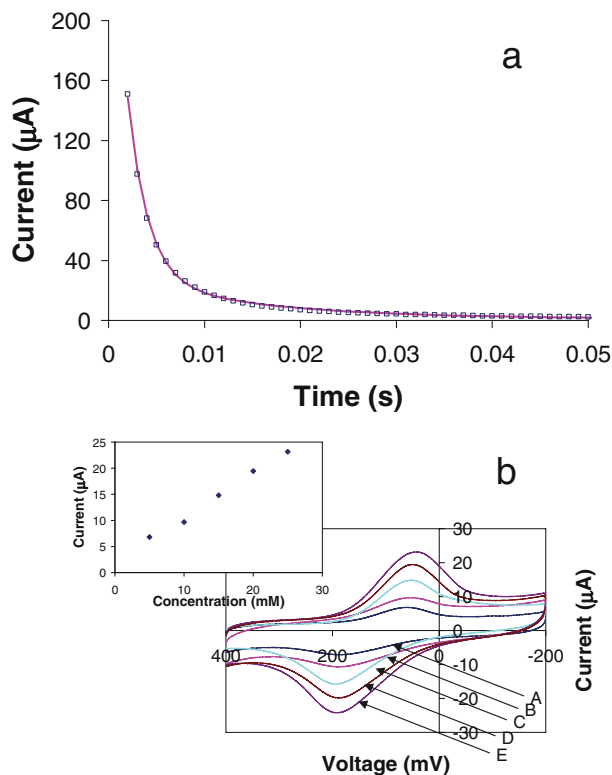 a
Current (µA)
200
160
120
80
40
0
0 0.01 0.02 0.03 0.04 0.05
Time (s)
b
Current (µA)
25
20
15
10
5
0
0 10 20 30
Concentration (mM)
30
20
10
0
-10
-20
-30
400 200 0 -200
Current (µA)
A
B
C
D
E
Voltage (mV)